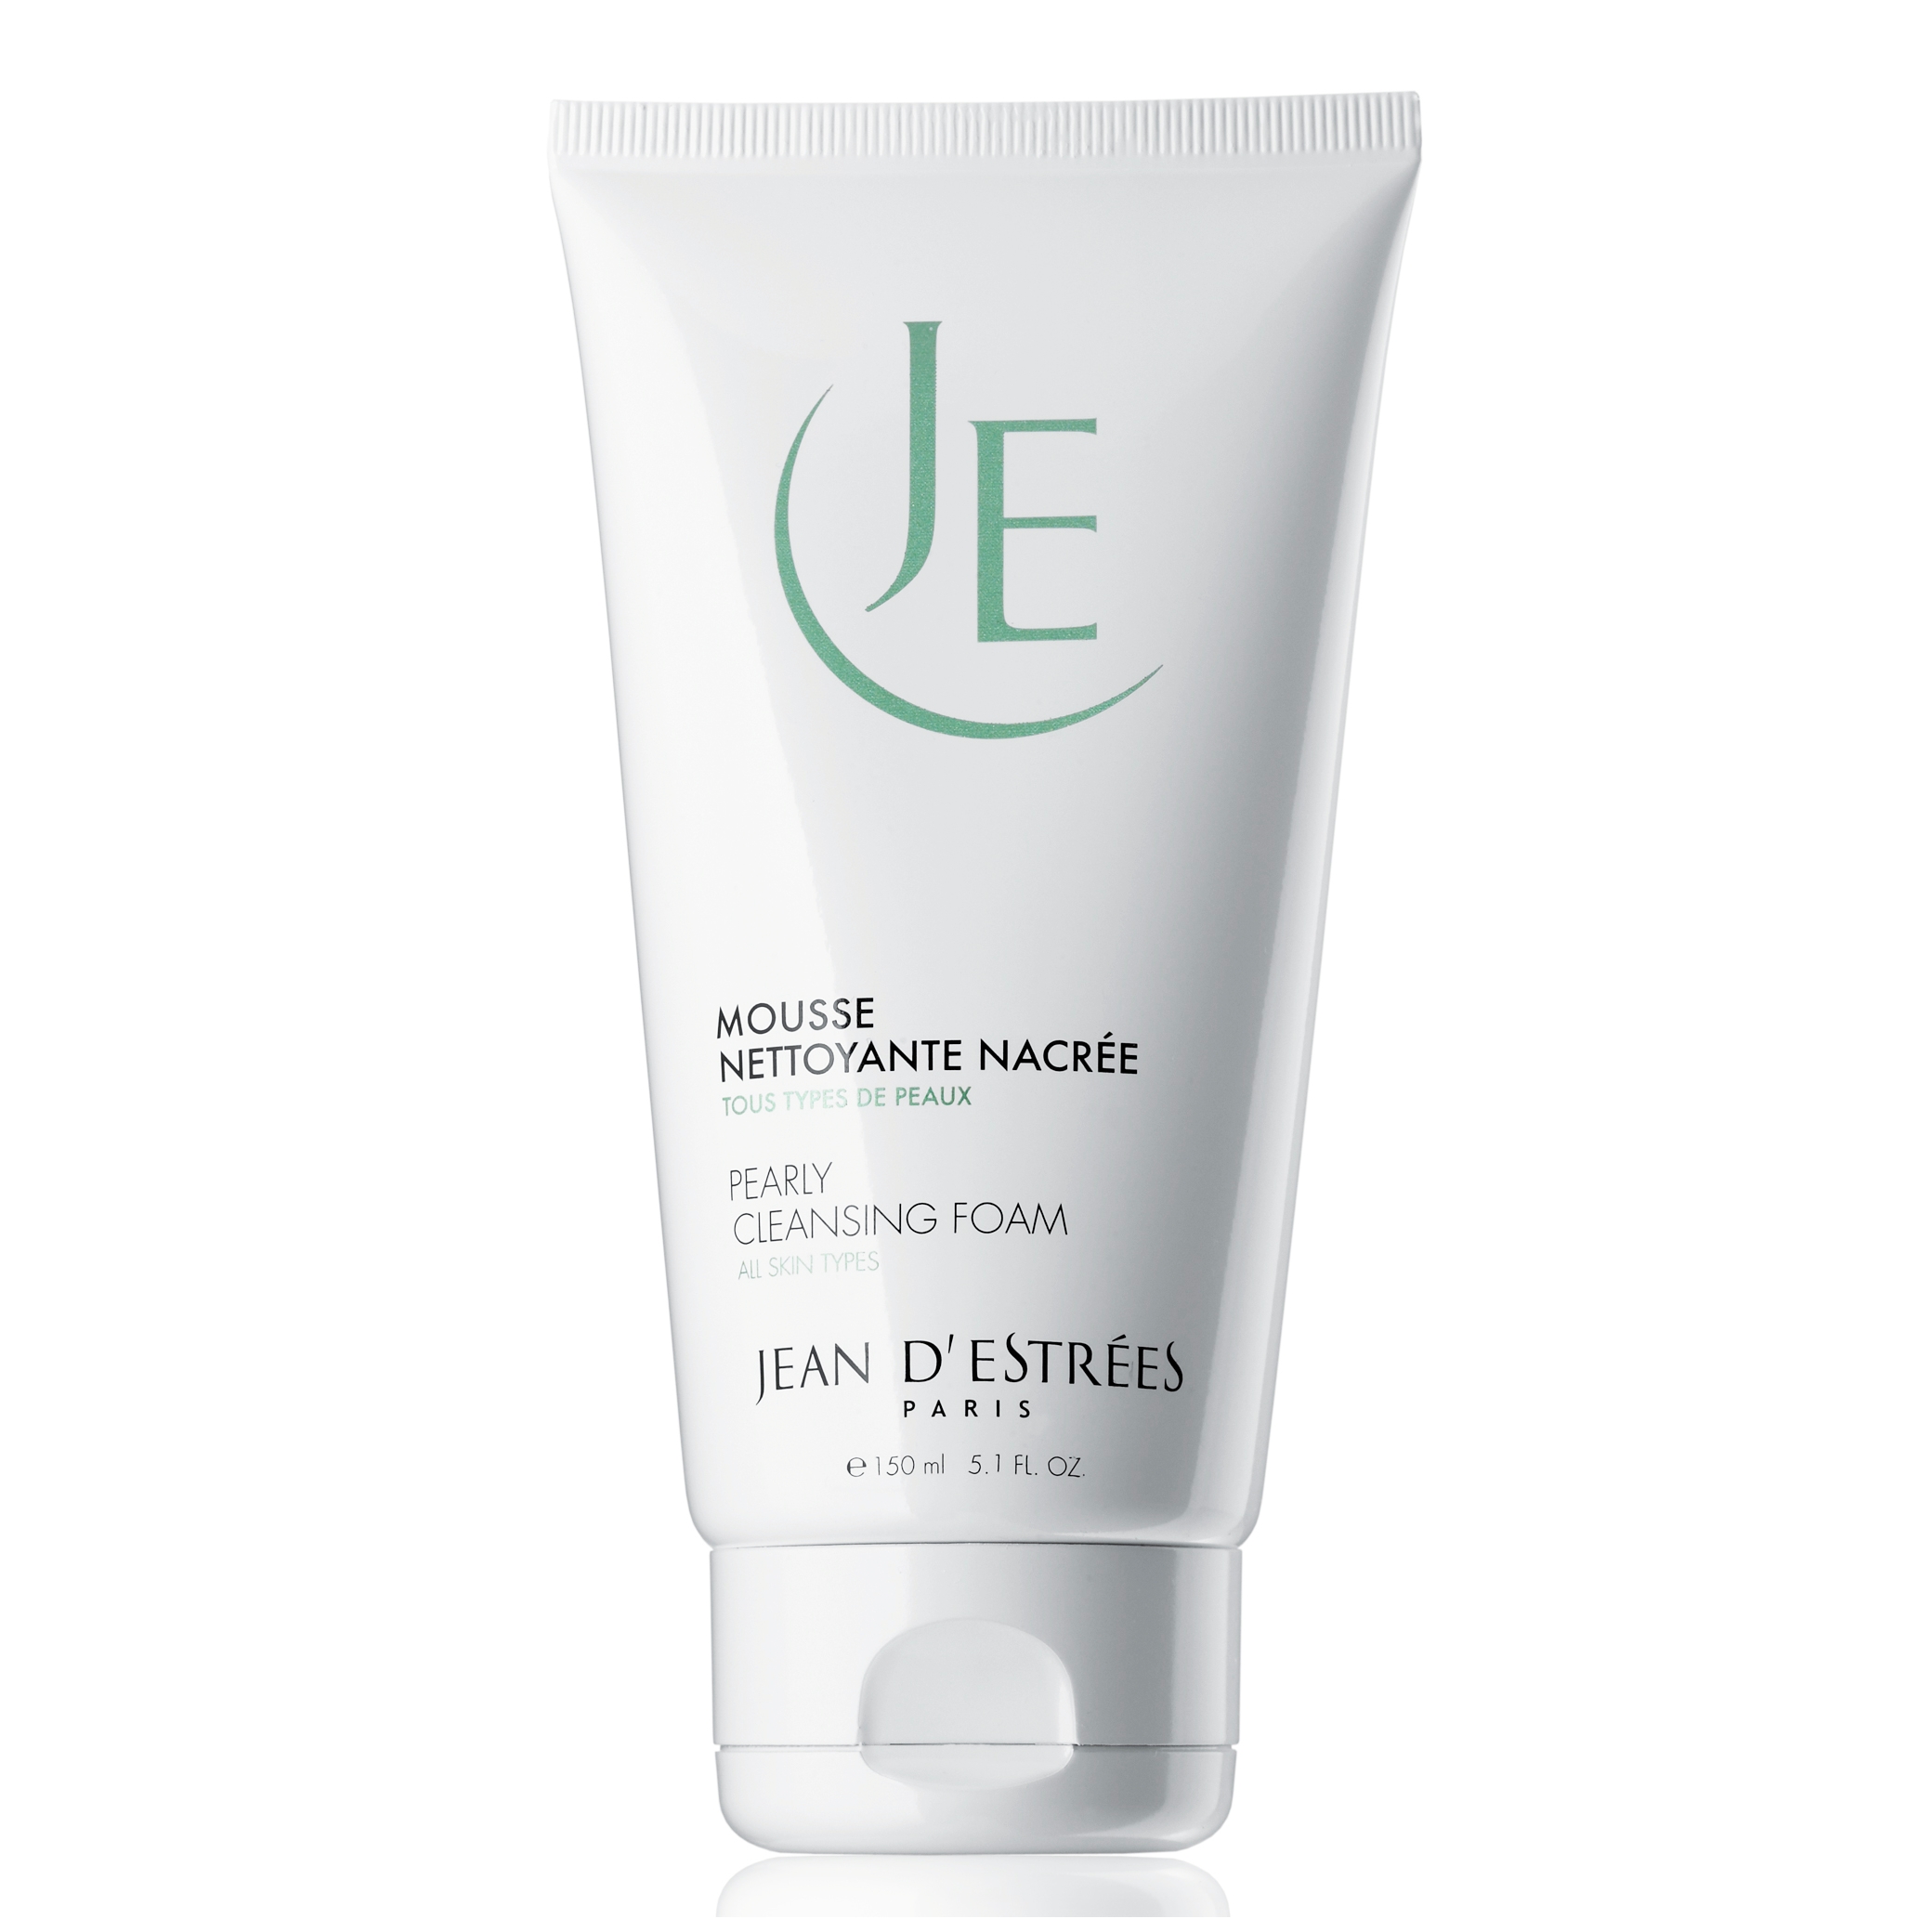 JE
MOUSSE
NETTOYANTE NACRÉE
TOUS TYPES DE PEAUX
PEARLY
CLEANSING FOAM
ALL SKIN TYPES
JEAN D'ESTRÉES
PARIS
℮ 150 ml 5.1 FL. OZ.